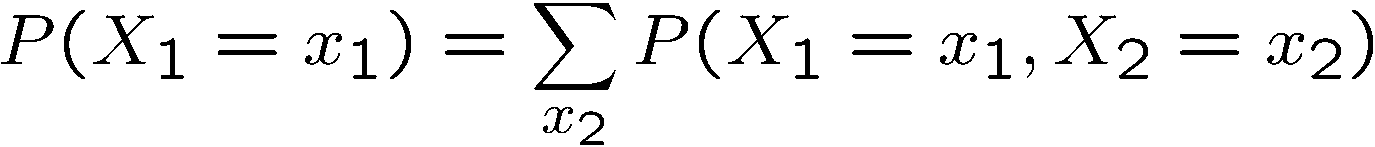 P(X₁ = x₁) = ∑_{x₂} P(X₁ = x₁, X₂ = x₂)